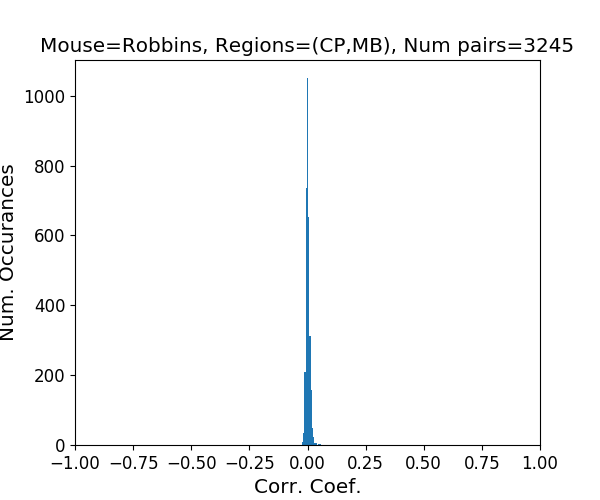 Mouse=Robbins, Regions=(CP,MB), Num pairs=3245
Num. Occurances
1000
800
600
400
200
0
−1.00 −0.75 −0.50 −0.25 0.00 0.25 0.50 0.75 1.00
Corr. Coef.